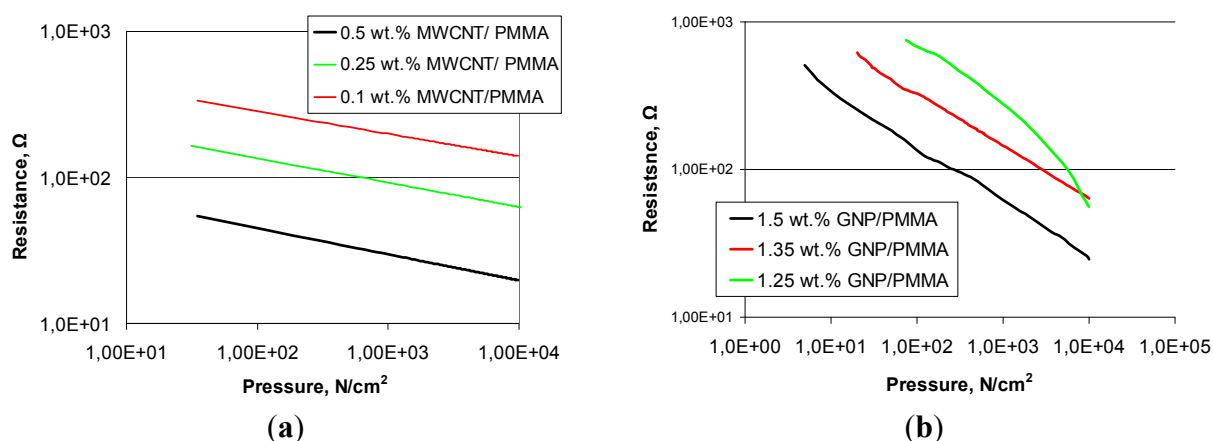 Resistance, Ω
1,0E+03
1,0E+02
1,0E+01
0.5 wt.% MWCNT/ PMMA
0.25 wt.% MWCNT/ PMMA
0.1 wt.% MWCNT/PMMA
1,00E+01 1,00E+02 1,00E+03 1,00E+04
Pressure, N/cm²
(a)
Resistsnce, Ω
1,00E+03
1,00E+02
1,00E+01
1.5 wt.% GNP/PMMA
1.35 wt.% GNP/PMMA
1.25 wt.% GNP/PMMA
1,0E+00 1,0E+01 1,0E+02 1,0E+03 1,0E+04 1,0E+05
Pressure, N/cm²
(b)